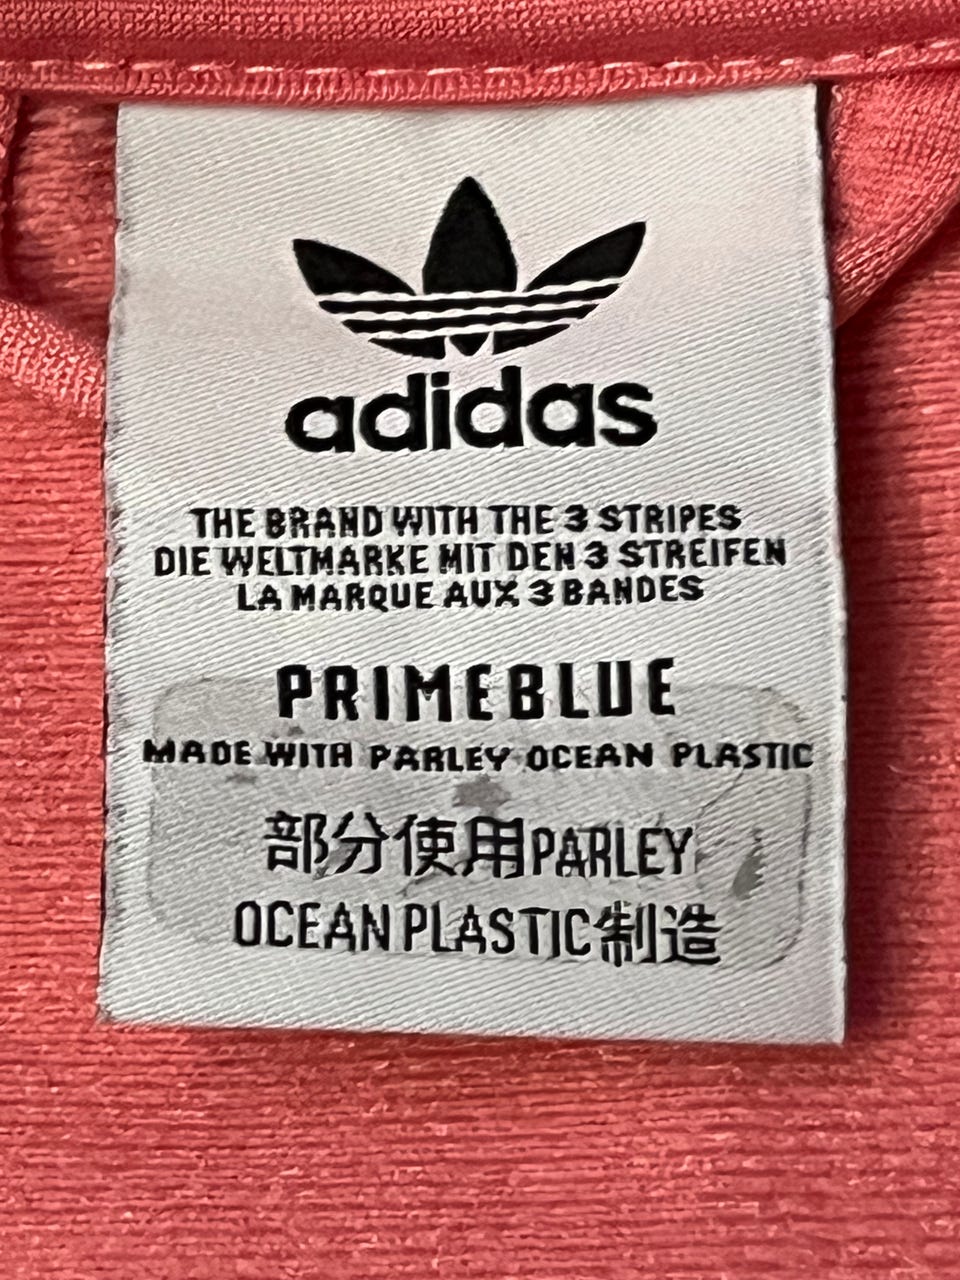 adidas
THE BRAND WITH THE 3 STRIPES
DIE WELTMARKE MIT DEN 3 STREIFEN
LA MARQUE AUX 3 BANDES
PRIMEBLUE
MADE WITH PARLEY OCEAN PLASTIC
部分使用PARLEY
OCEAN PLASTIC制造